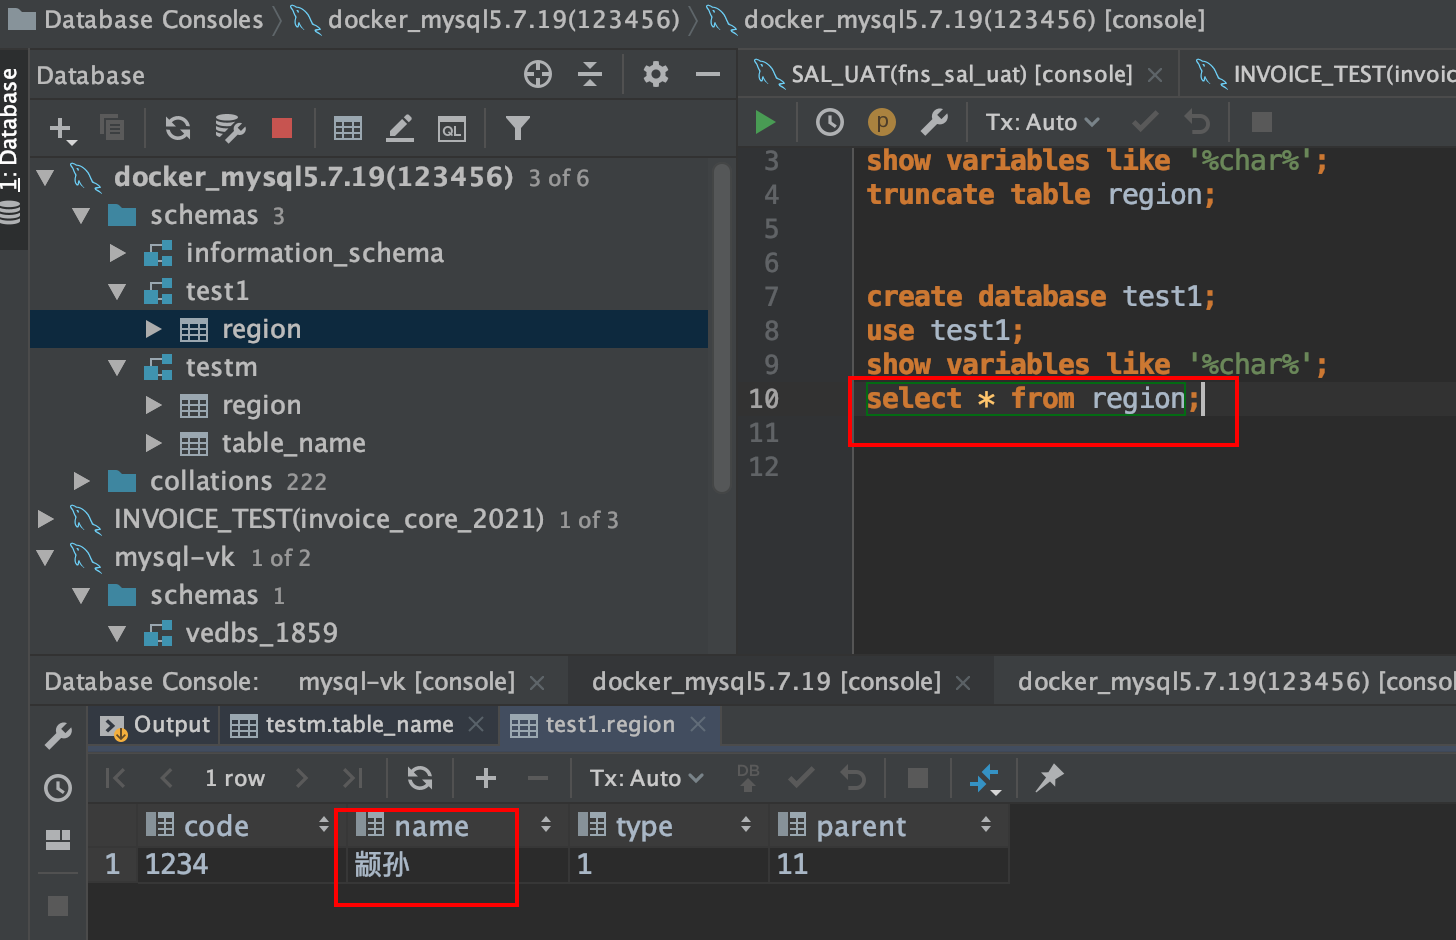 Database Consoles docker_mysql5.7.19(123456) docker_mysql5.7.19(123456) [console]
1: Database
Database
SAL_UAT(fns_sal_uat) [console] INVOICE_TEST(invoic
QL
p Tx: Auto
docker_mysql5.7.19(123456) 3 of 6
schemas 3
information_schema
test1
region
testm
region
table_name
collations 222
INVOICE_TEST(invoice_core_2021) 1 of 3
mysql-vk 1 of 2
schemas 1
vedbs_1859
3 show variables like '%char%';
4 truncate table region;
5
6
7 create database test1;
8 use test1;
9 show variables like '%char%';
10 select * from region;
11
12
Database Console: mysql-vk [console] docker_mysql5.7.19 [console] docker_mysql5.7.19(123456) [consol
Output testm.table_name test1.region
1 row Tx: Auto DB
code name type parent
1 1234 颛孙 1 11